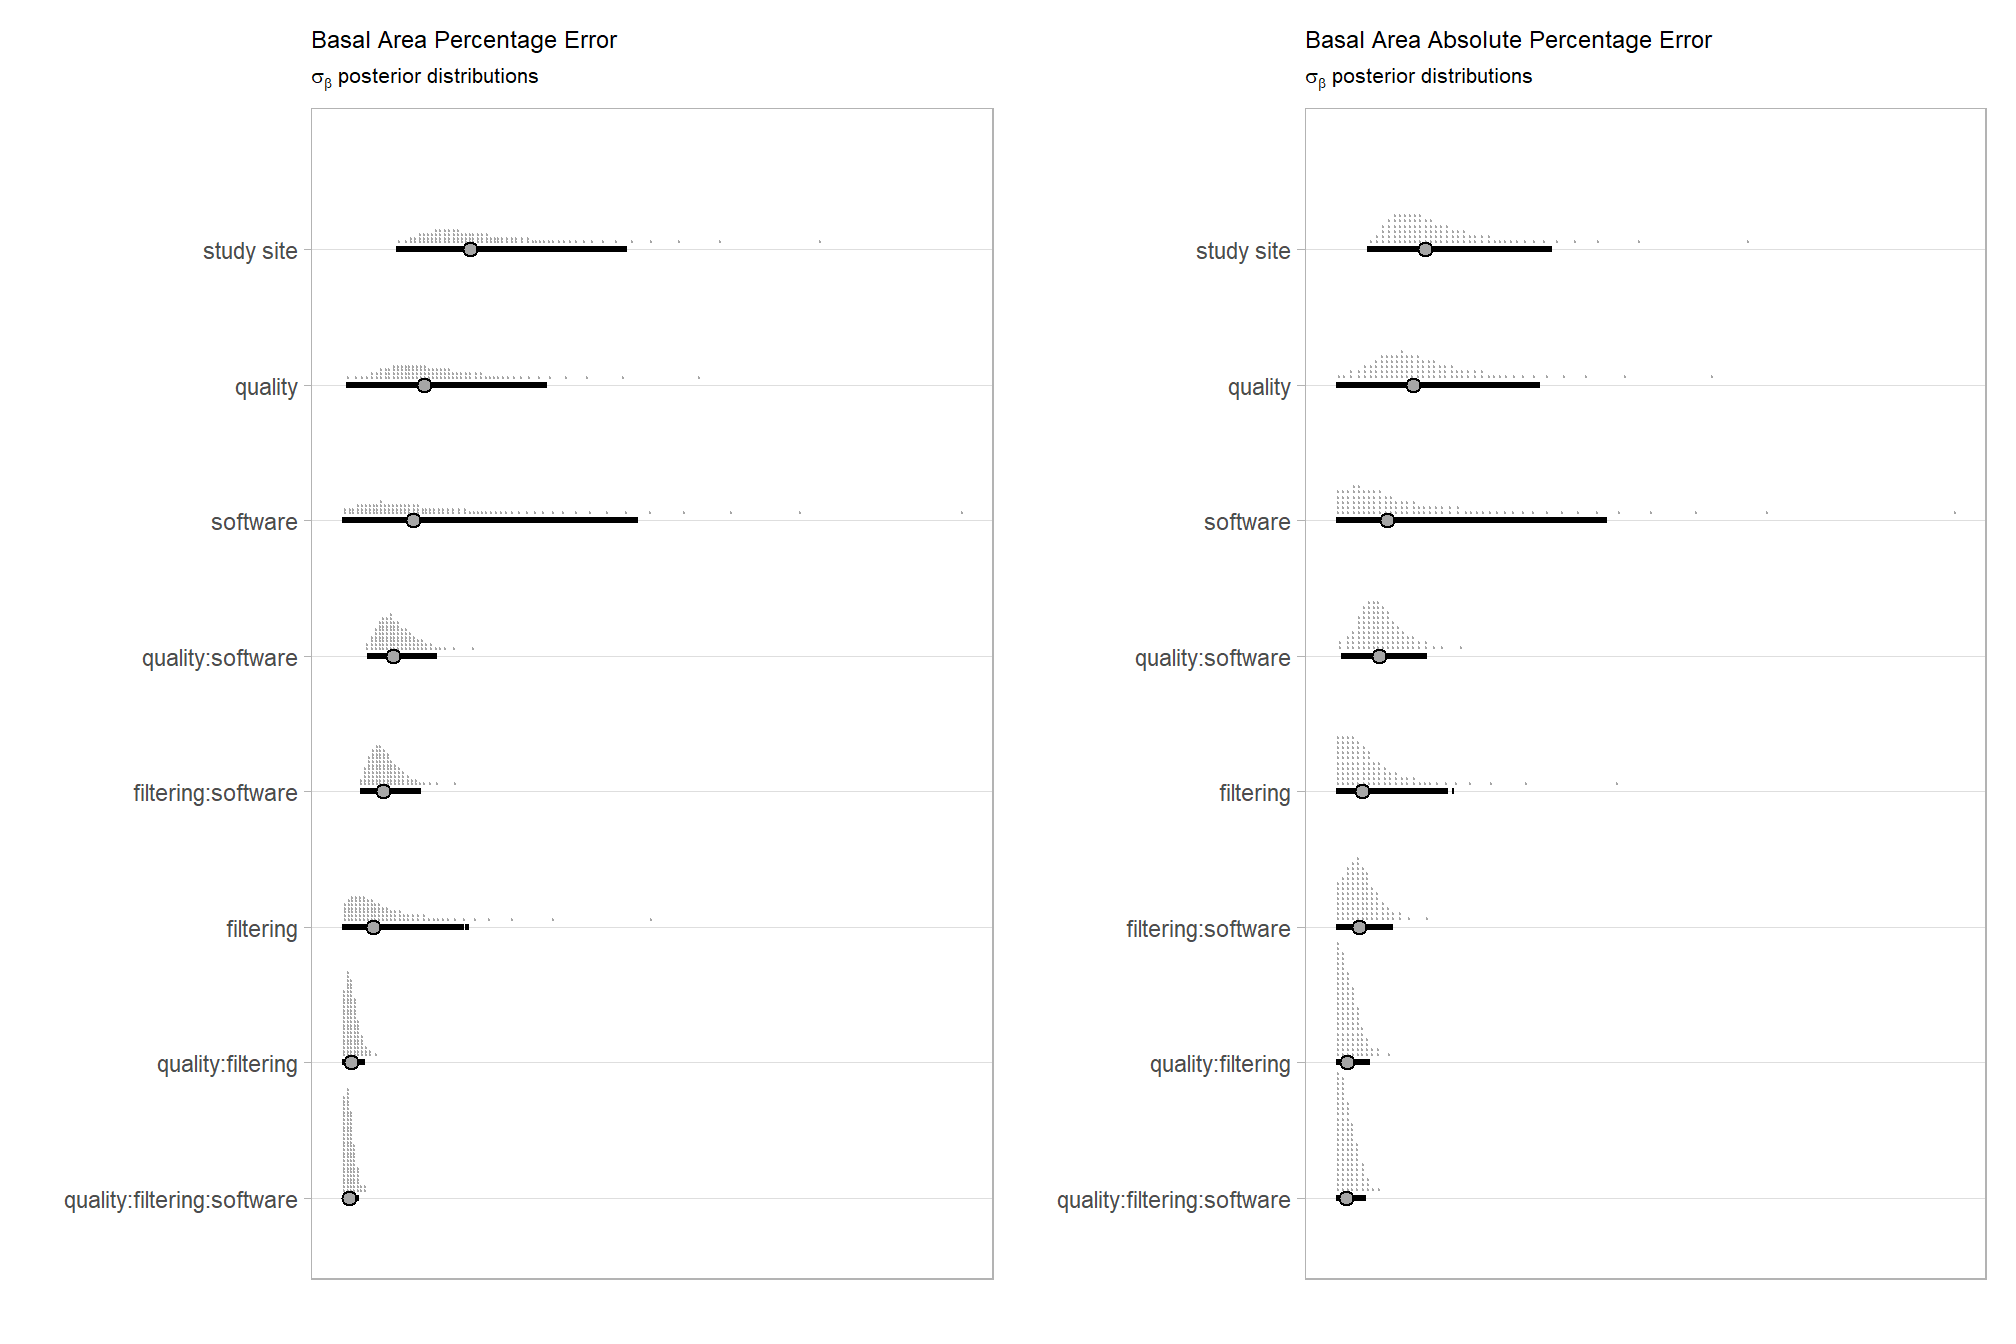 Basal Area Percentage Error
σβ posterior distributions
study site
quality
software
quality:software
filtering:software
filtering
quality:filtering
quality:filtering:software
Basal Area Absolute Percentage Error
σβ posterior distributions
study site
quality
software
quality:software
filtering
filtering:software
quality:filtering
quality:filtering:software